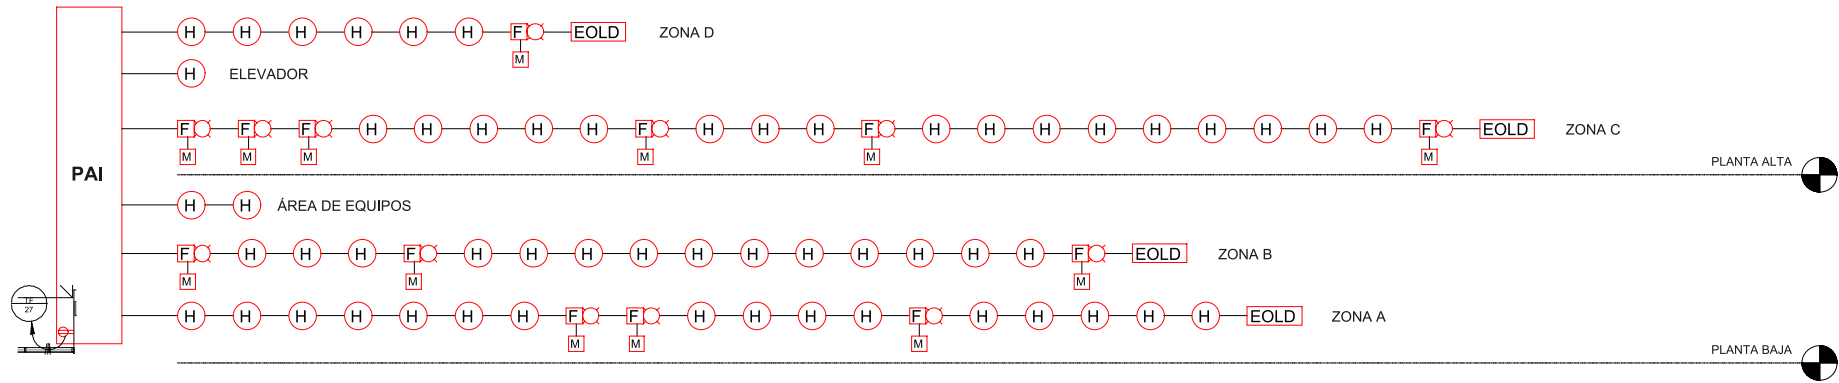 H H H H H H F EOLD ZONA D
M
H ELEVADOR
F F F H H H H H F H H H F H H H H H H H H H F EOLD ZONA C
M M M M M M
PLANTA ALTA
PAI
H H ÁREA DE EQUIPOS
F H H H F H H H H H H H H H H H F EOLD ZONA B
M M M
TF
27
H H H H H H H F F H H H H F H H H H H EOLD ZONA A
M M M
PLANTA BAJA